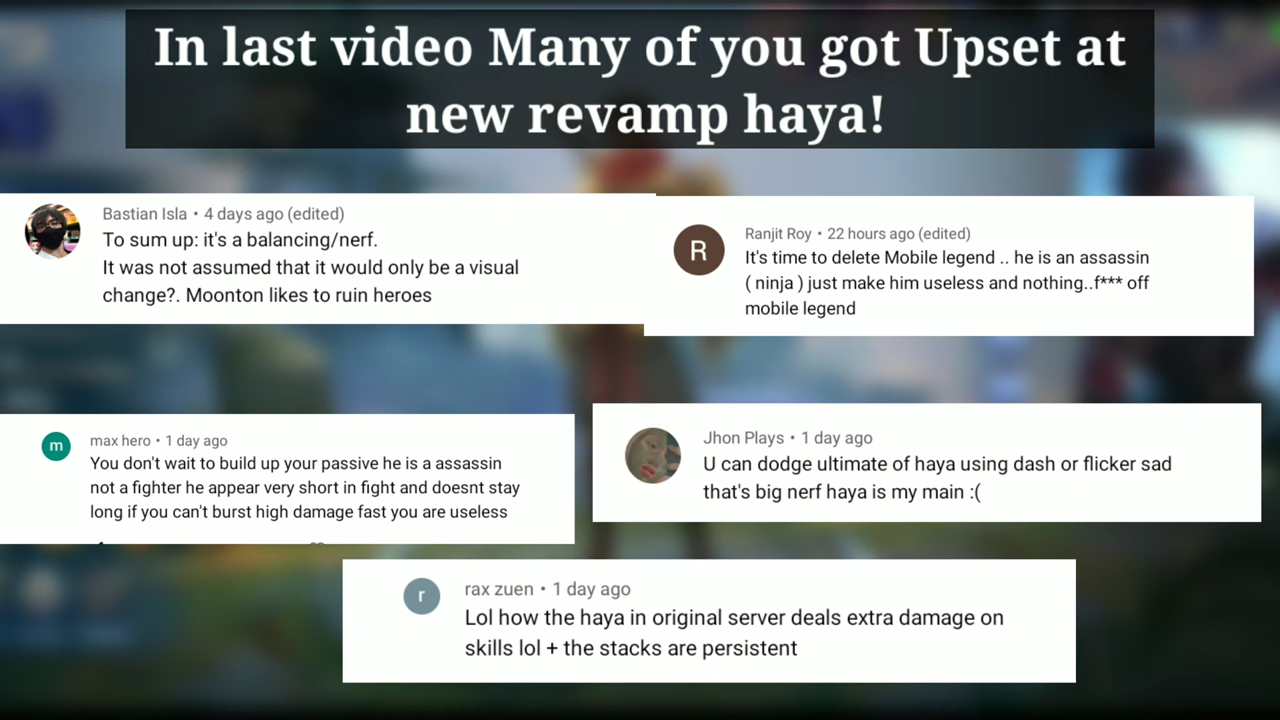 In last video Many of you got Upset at
new revamp haya!
Bastian Isla • 4 days ago (edited)
To sum up: it's a balancing/nerf.
It was not assumed that it would only be a visual
change?. Moonton likes to ruin heroes
R
Ranjit Roy • 22 hours ago (edited)
It's time to delete Mobile legend .. he is an assassin
( ninja ) just make him useless and nothing..f*** off
mobile legend
m
max hero • 1 day ago
You don't wait to build up your passive he is a assassin
not a fighter he appear very short in fight and doesnt stay
long if you can't burst high damage fast you are useless
Jhon Plays • 1 day ago
U can dodge ultimate of haya using dash or flicker sad
that's big nerf haya is my main :(
r
rax zuen • 1 day ago
Lol how the haya in original server deals extra damage on
skills lol + the stacks are persistent